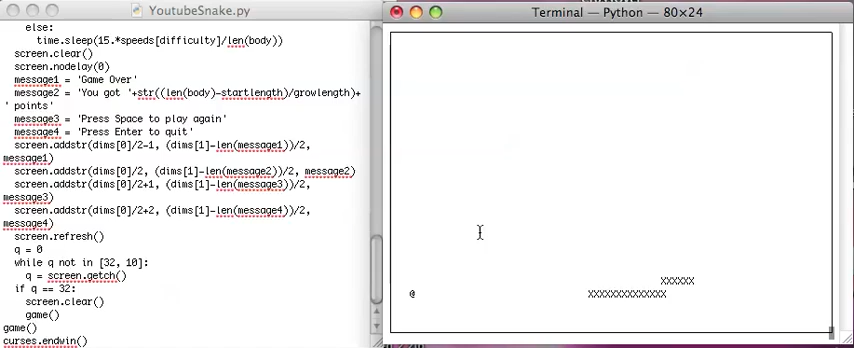 YoutubeSnake.py
else:
time.sleep(15.*speeds[difficulty]/len(body))
screen.clear()
screen.nodelay(0)
message1 = 'Game Over'
message2 = 'You got '+str((len(body)-startlength)/growlength)+
' points'
message3 = 'Press Space to play again'
message4 = 'Press Enter to quit'
screen.addstr(dims[0]/2-1, (dims[1]-len(message1))/2,
message1)
screen.addstr(dims[0]/2, (dims[1]-len(message2))/2, message2)
screen.addstr(dims[0]/2+1, (dims[1]-len(message3))/2,
message3)
screen.addstr(dims[0]/2+2, (dims[1]-len(message4))/2,
message4)
screen.refresh()
q = 0
while q not in [32, 10]:
q = screen.getch()
if q == 32:
screen.clear()
game()
game()
curses.endwin()
Terminal — Python — 80×24
XXXXXX
@ XXXXXXXXXXXXXX